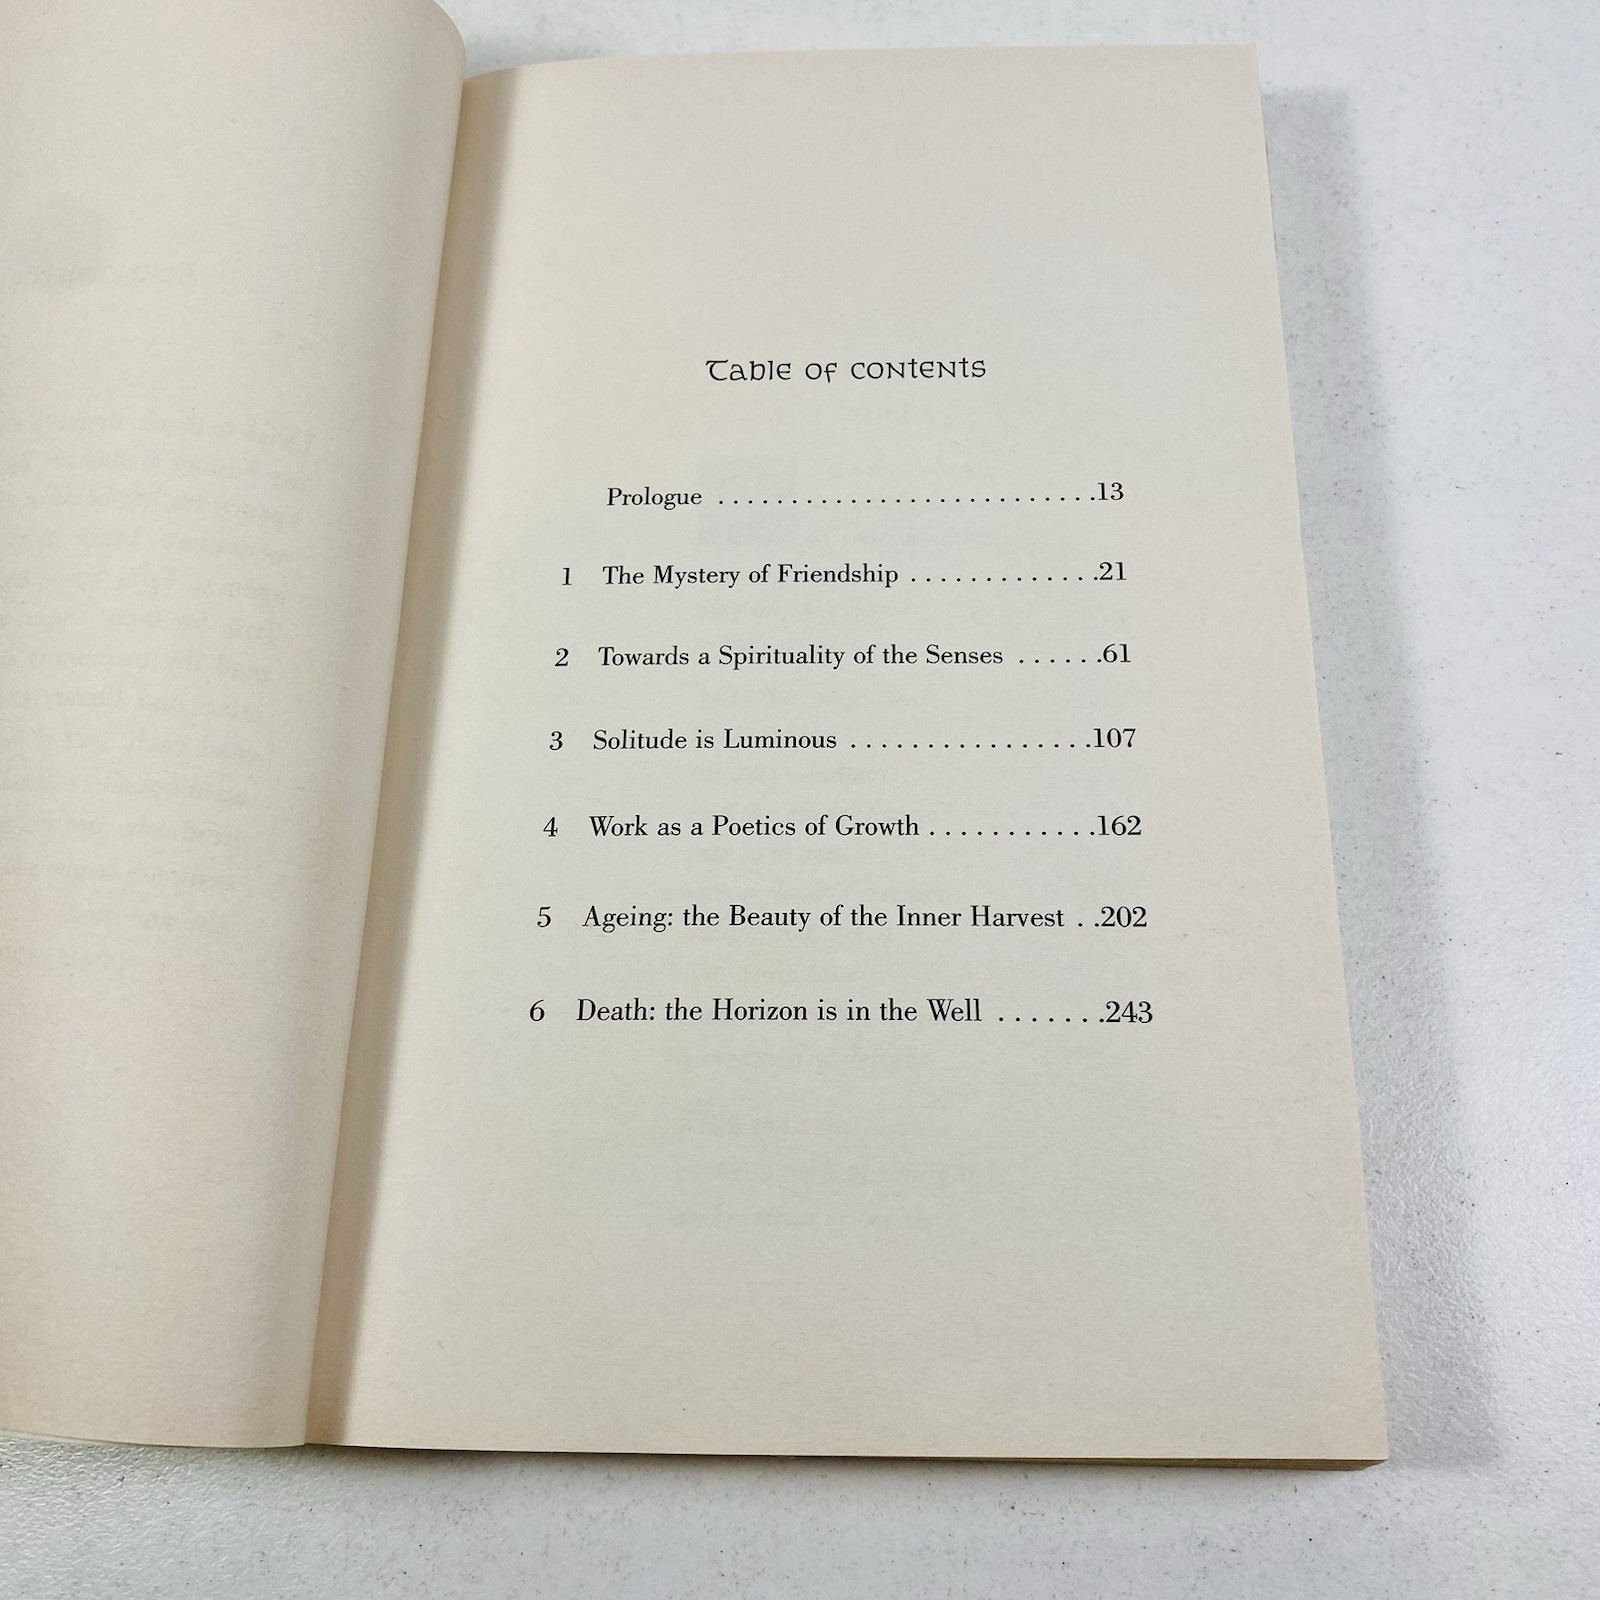 Table of contents
Prologue ..........................13
1 The Mystery of Friendship .............21
2 Towards a Spirituality of the Senses ......61
3 Solitude is Luminous .................107
4 Work as a Poetics of Growth ............162
5 Ageing: the Beauty of the Inner Harvest ..202
6 Death: the Horizon is in the Well .......243